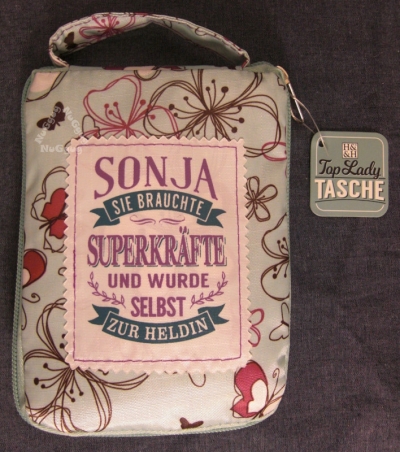 SONJA
SIE BRAUCHTE
SUPERKRÄFTE
UND WURDE
SELBST
ZUR HELDIN
H&H
Top Lady
TASCHE